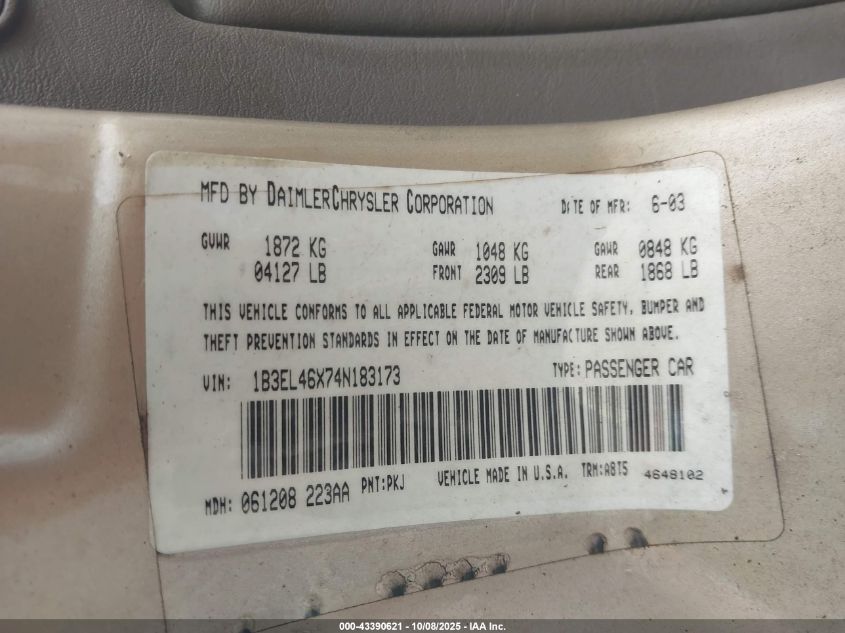 MFD BY DAIMLERCHRYSLER CORPORATION DATE OF MFR: 6-03
GVWR 1872 KG GAWR 1048 KG GAWR 0848 KG
04127 LB FRONT 2309 LB REAR 1868 LB
THIS VEHICLE CONFORMS TO ALL APPLICABLE FEDERAL MOTOR VEHICLE SAFETY, BUMPER AND
THEFT PREVENTION STANDARDS IN EFFECT ON THE DATE OF MANUFACTURE SHOWN ABOVE.
VIN: 1B3EL46X74N183173 TYPE: PASSENGER CAR
MDH: 061208 223AA PNT:PKJ VEHICLE MADE IN U.S.A. TRM:A8T5 4648102
000-43390621 - 10/08/2025 - IAA Inc.